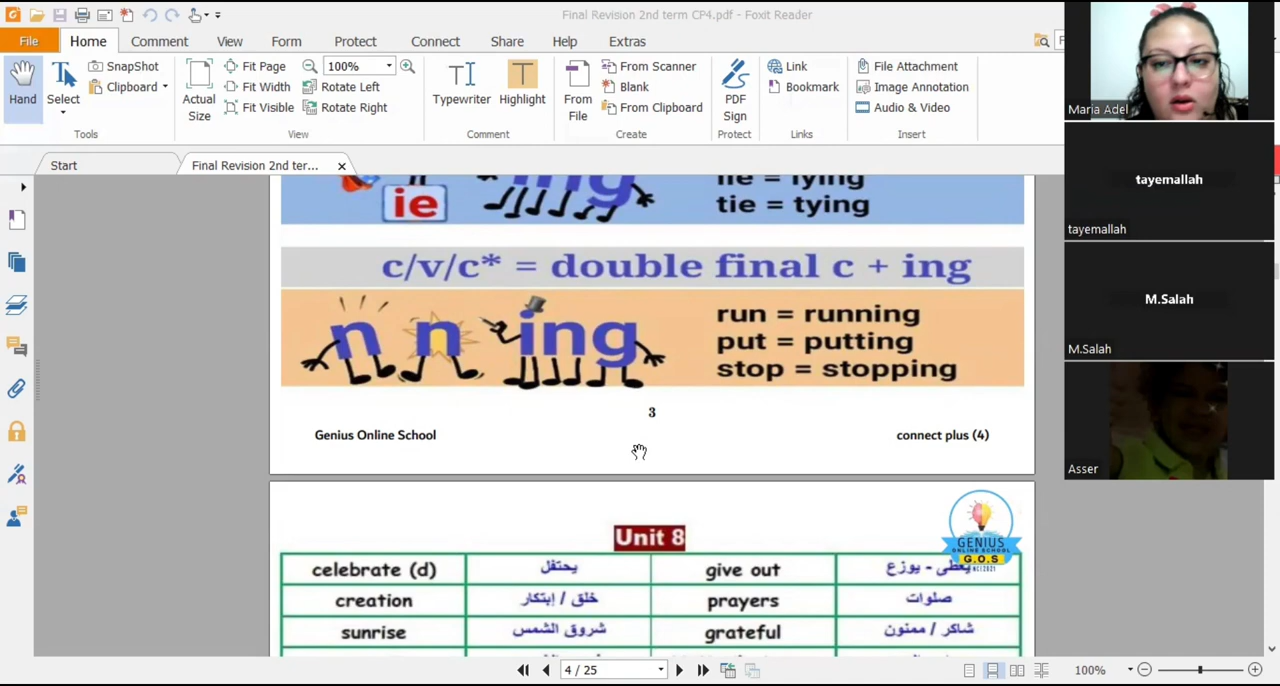 Final Revision 2nd term CP4.pdf - Foxit Reader
File Home Comment View Form Protect Connect Share Help Extras
Hand
Select
SnapShot
Clipboard
Tools
Actual Size
Fit Page
Fit Width
Fit Visible
100%
Rotate Left
Rotate Right
View
Typewriter
Highlight
Comment
From File
From Scanner
Blank
From Clipboard
Create
PDF Sign
Protect
Link
Bookmark
Links
File Attachment
Image Annotation
Audio & Video
Insert
Start
Final Revision 2nd ter...
ie
ing
lie = lying
tie = tying
c/v/c* = double final c + ing
n n ing
run = running
put = putting
stop = stopping
3
Genius Online School
connect plus (4)
Unit 8
GENIUS
ONLINE SCHOOL
G.O.S
celebrate (d) يحتفل give out يعطى - يوزع
creation خلق / إبتكار prayers صلوات
sunrise شروق الشمس grateful شاكر / ممنون
4 / 25
100%
Maria Adel
tayemallah
tayemallah
M.Salah
M.Salah
Asser